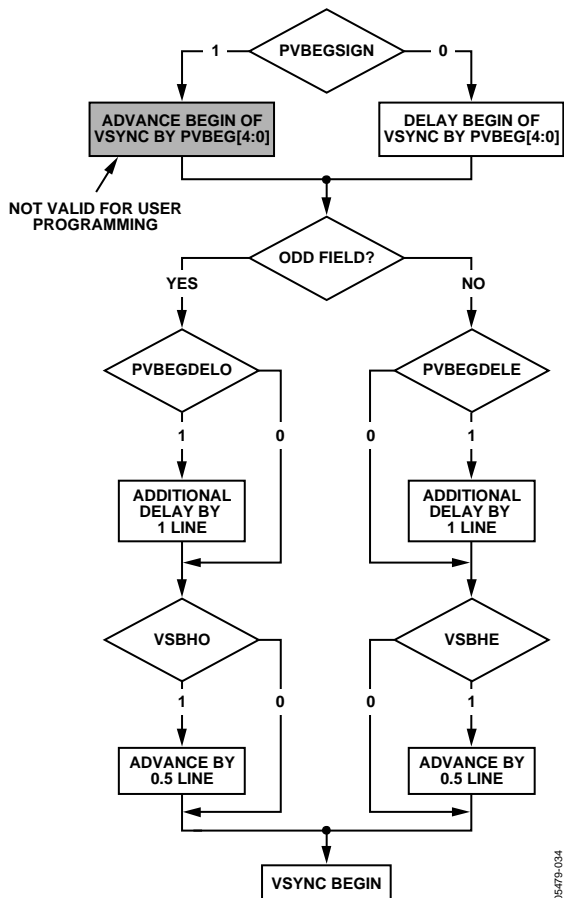 PVBEGSIGN
1
0
ADVANCE BEGIN OF
VSYNC BY PVBEG[4:0]
DELAY BEGIN OF
VSYNC BY PVBEG[4:0]
NOT VALID FOR USER
PROGRAMMING
ODD FIELD?
YES
NO
PVBEGDELO
PVBEGDELE
1
0
0
1
ADDITIONAL
DELAY BY
1 LINE
ADDITIONAL
DELAY BY
1 LINE
VSBHO
VSBHE
1
0
0
1
ADVANCE BY
0.5 LINE
ADVANCE BY
0.5 LINE
VSYNC BEGIN
05479-034